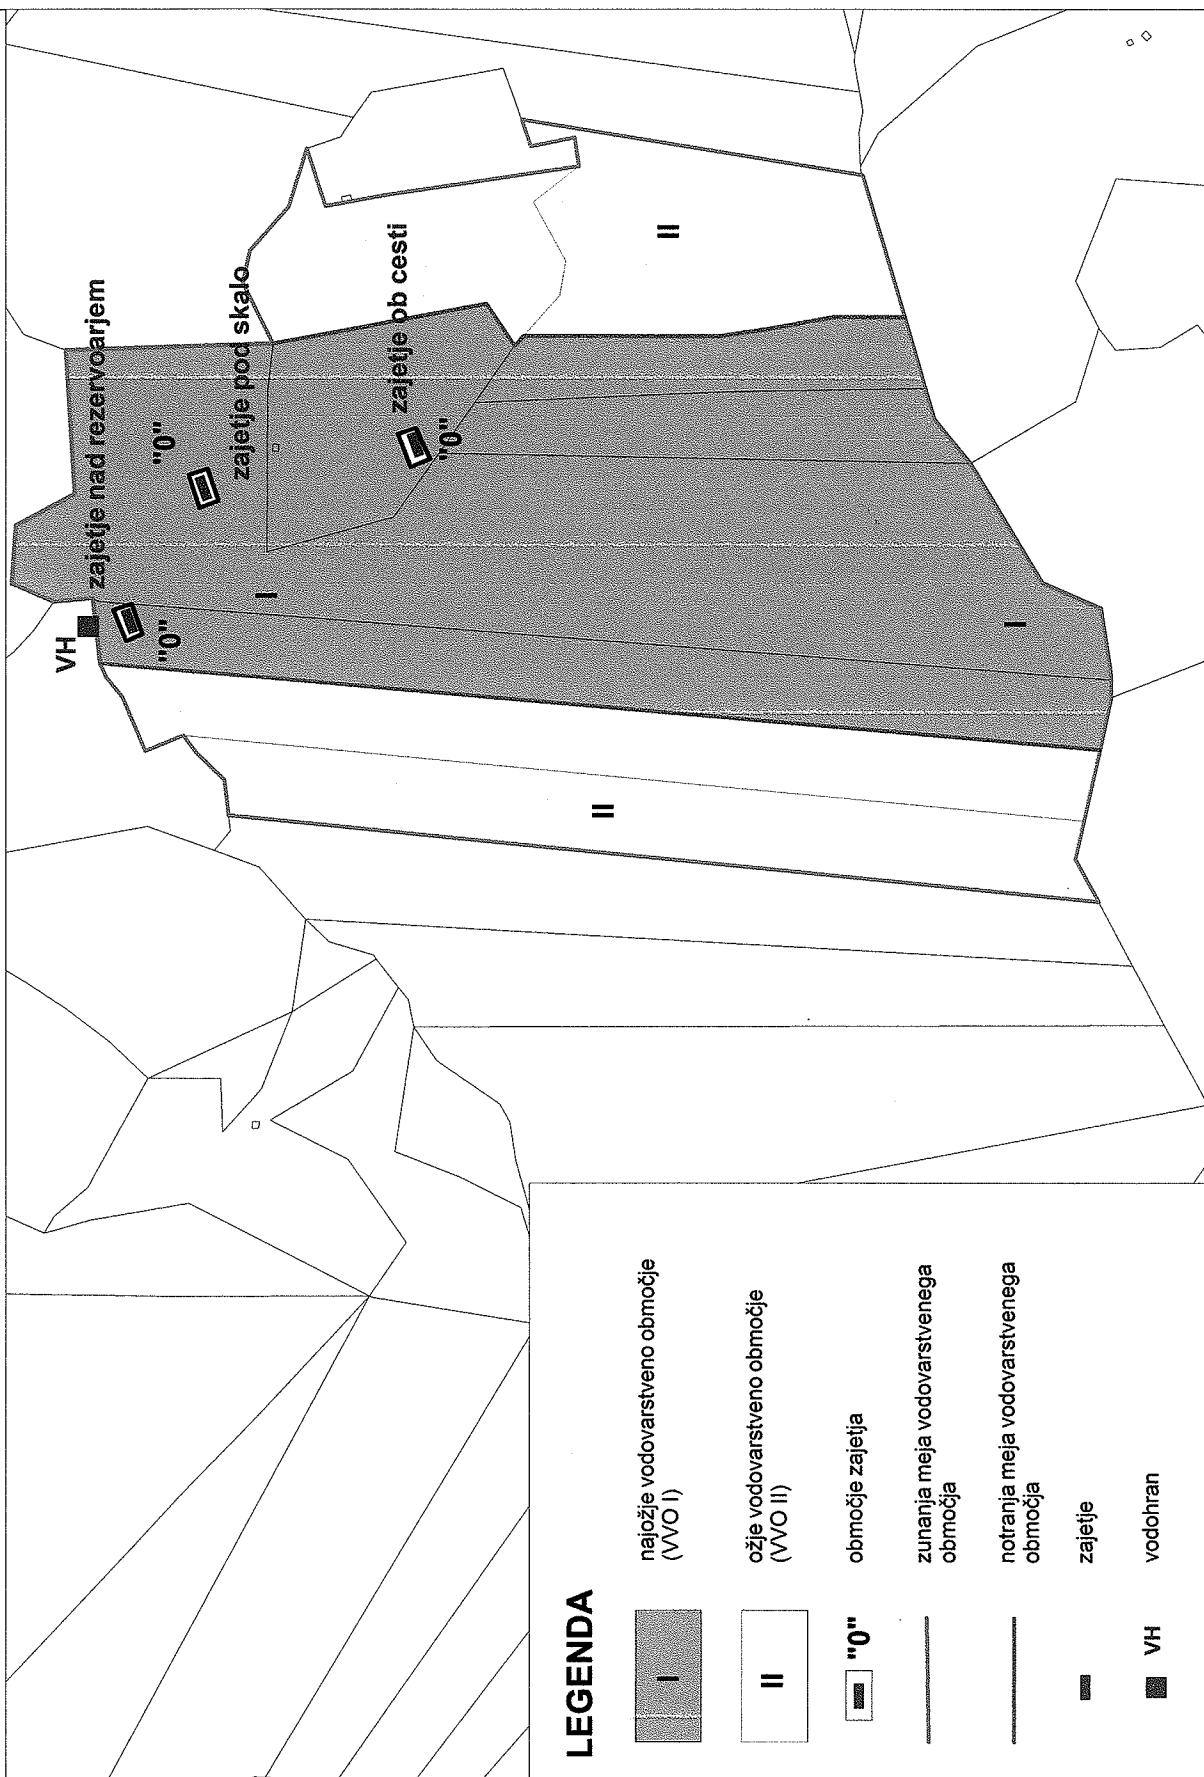 VH
zajetje nad rezervoarjem
"0"
"0"
zajetje pod skalo
zajetje ob cesti
"0"
I
I
II
II
LEGENDA
I
najožje vodovarstveno območje
(VVO I)
II
ožje vodovarstveno območje
(VVO II)
"0"
območje zajetja
zunanja meja vodovarstvenega
območja
notranja meja vodovarstvenega
območja
zajetje
VH
vodohran